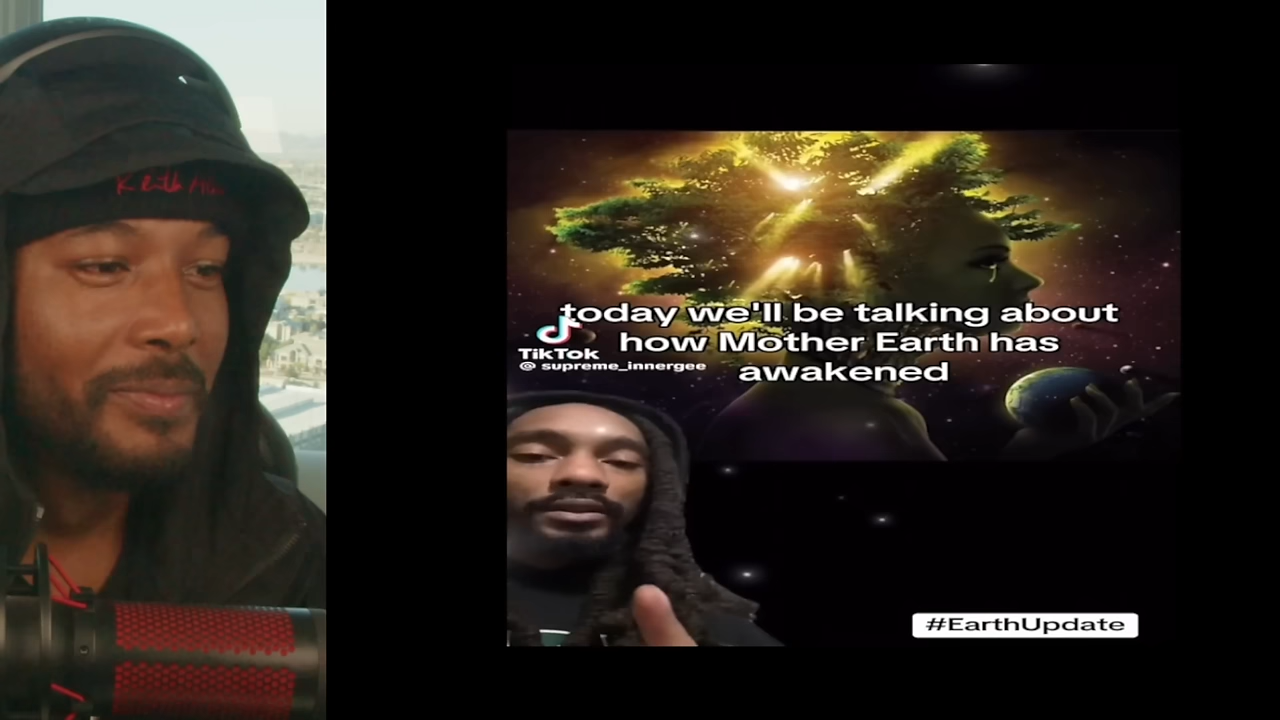 today we'll be talking about
how Mother Earth has
awakened
TikTok
@ supreme_innergee
#EarthUpdate